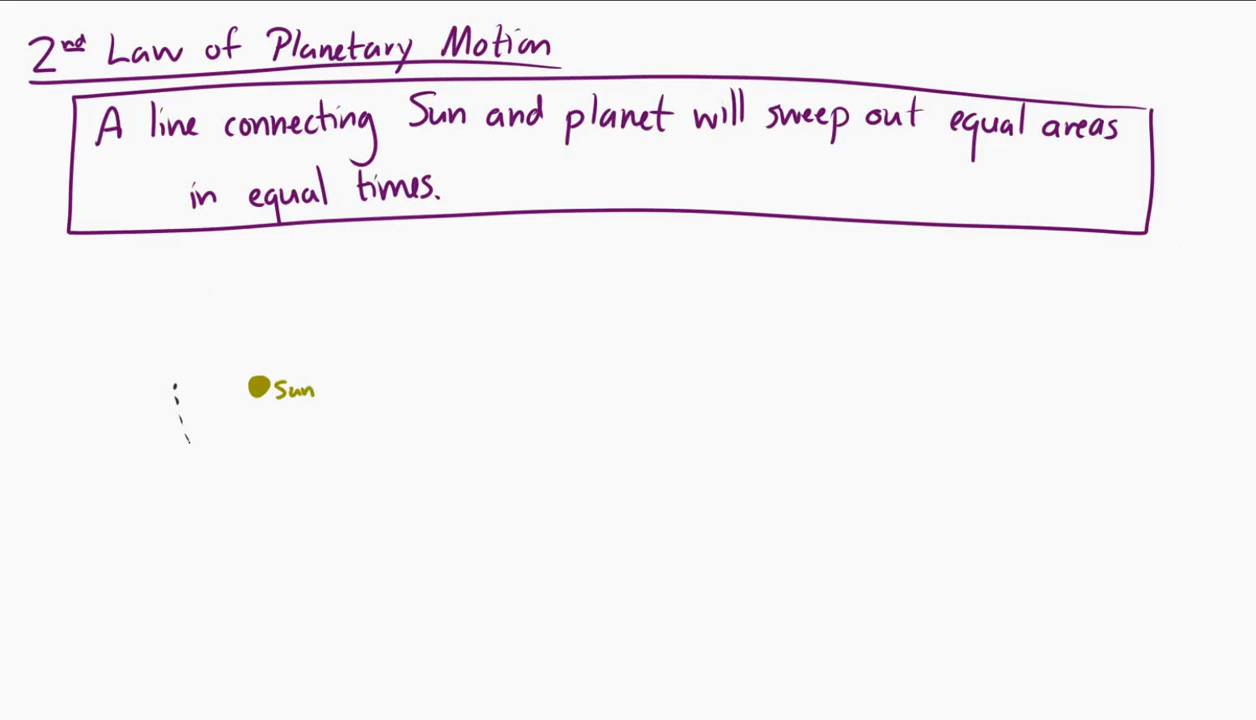 2nd Law of Planetary Motion
A line connecting Sun and planet will sweep out equal areas
in equal times.
Sun